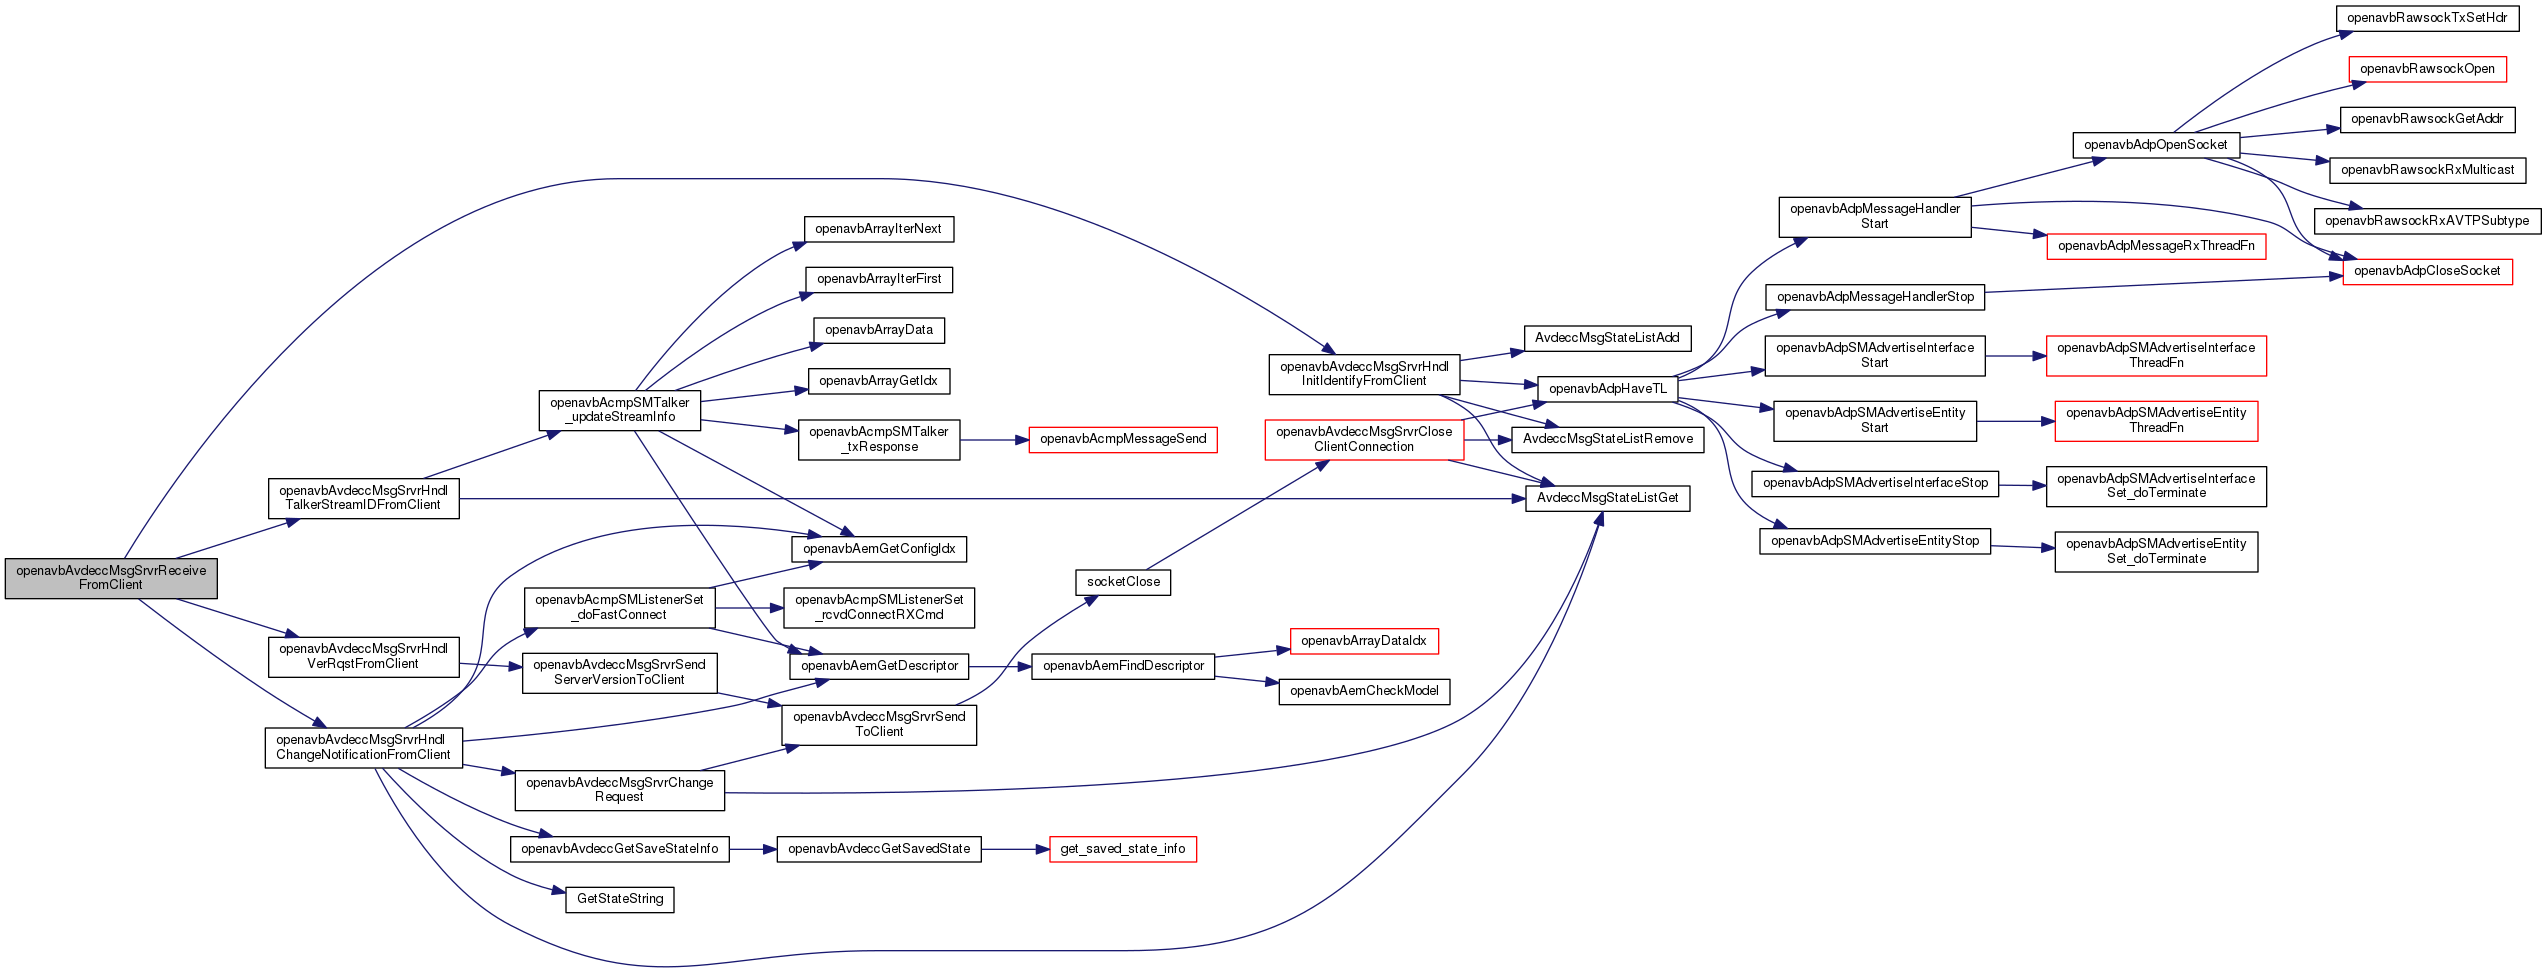 openavbAvdeccMsgSrvrReceive
FromClient
openavbAvdeccMsgSrvrHndl
TalkerStreamIDFromClient
openavbAvdeccMsgSrvrHndl
VerRqstFromClient
openavbAvdeccMsgSrvrHndl
ChangeNotificationFromClient
openavbAcmpSMTalker
_updateStreamInfo
openavbAcmpSMListenerSet
_doFastConnect
openavbAvdeccMsgSrvrSend
ServerVersionToClient
openavbAvdeccMsgSrvrChange
Request
openavbAvdeccGetSaveStateInfo
GetStateString
openavbArrayIterNext
openavbArrayIterFirst
openavbArrayData
openavbArrayGetIdx
openavbAcmpSMTalker
_txResponse
openavbAemGetConfigIdx
openavbAcmpSMListenerSet
_rcvdConnectRXCmd
openavbAemGetDescriptor
openavbAvdeccMsgSrvrSend
ToClient
openavbAvdeccGetSavedState
openavbAcmpMessageSend
socketClose
openavbAemFindDescriptor
get_saved_state_info
openavbAvdeccMsgSrvrHndl
InitIdentifyFromClient
openavbAvdeccMsgSrvrClose
ClientConnection
openavbArrayDataIdx
openavbAemCheckModel
AvdeccMsgStateListAdd
openavbAdpHaveTL
AvdeccMsgStateListRemove
AvdeccMsgStateListGet
openavbAdpMessageHandler
Start
openavbAdpMessageHandlerStop
openavbAdpSMAdvertiseInterface
Start
openavbAdpSMAdvertiseEntity
Start
openavbAdpSMAdvertiseInterfaceStop
openavbAdpSMAdvertiseEntityStop
openavbAdpOpenSocket
openavbAdpMessageRxThreadFn
openavbAdpSMAdvertiseInterface
ThreadFn
openavbAdpSMAdvertiseEntity
ThreadFn
openavbAdpSMAdvertiseInterface
Set_doTerminate
openavbAdpSMAdvertiseEntity
Set_doTerminate
openavbRawsockTxSetHdr
openavbRawsockOpen
openavbRawsockGetAddr
openavbRawsockRxMulticast
openavbRawsockRxAVTPSubtype
openavbAdpCloseSocket